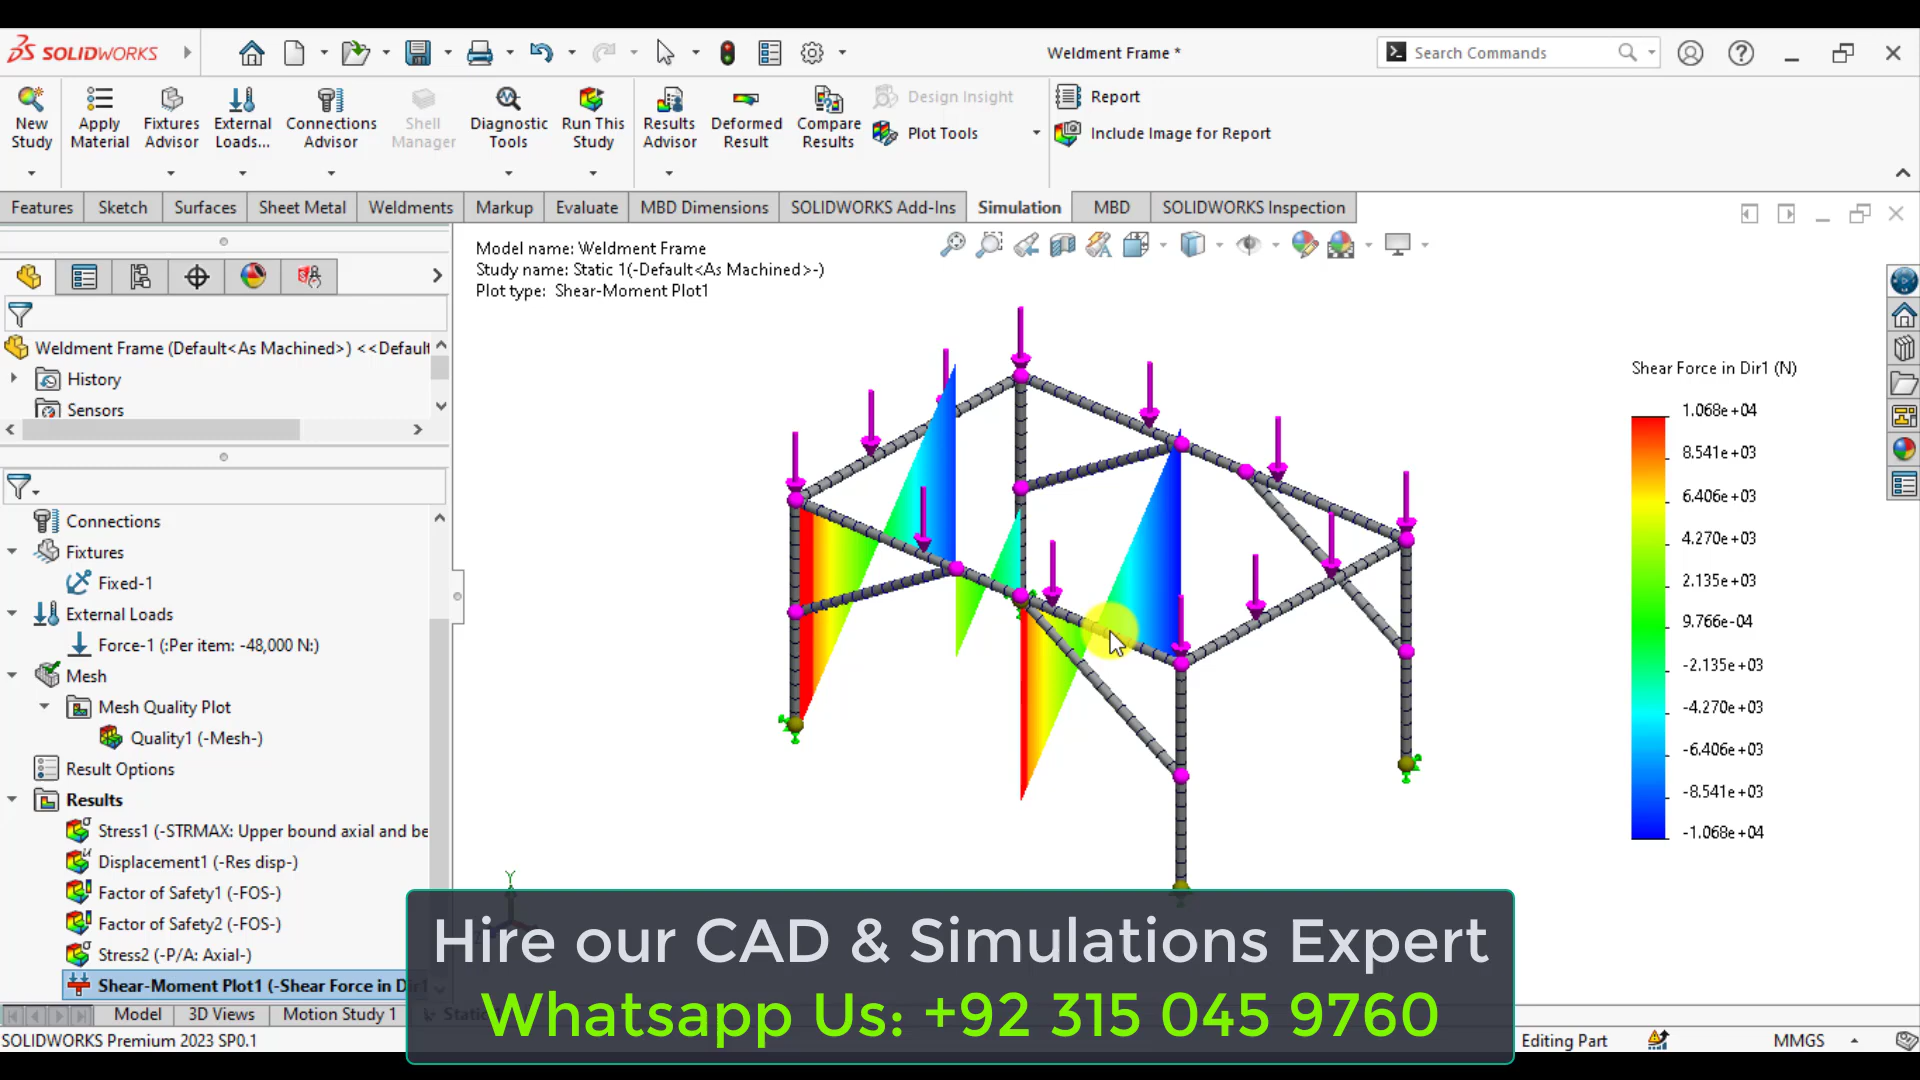 SOLIDWORKS
Weldment Frame *
Search Commands
New Study
Apply Material
Fixtures Advisor
External Loads...
Connections Advisor
Shell Manager
Diagnostic Tools
Run This Study
Results Advisor
Deformed Result
Compare Results
Design Insight
Plot Tools
Report
Include Image for Report
Features
Sketch
Surfaces
Sheet Metal
Weldments
Markup
Evaluate
MBD Dimensions
SOLIDWORKS Add-Ins
Simulation
MBD
SOLIDWORKS Inspection
Model name: Weldment Frame
Study name: Static 1(-Default<As Machined>-)
Plot type: Shear-Moment Plot1
Weldment Frame (Default<As Machined>) <<Default
History
Sensors
Connections
Fixtures
Fixed-1
External Loads
Force-1 (:Per item: -48,000 N:)
Mesh
Mesh Quality Plot
Quality1 (-Mesh-)
Result Options
Results
Stress1 (-STRMAX: Upper bound axial and be
Displacement1 (-Res disp-)
Factor of Safety1 (-FOS-)
Factor of Safety2 (-FOS-)
Stress2 (-P/A: Axial-)
Shear-Moment Plot1 (-Shear Force in Dir1
Shear Force in Dir1 (N)
1.068e+04
8.541e+03
6.406e+03
4.270e+03
2.135e+03
9.766e-04
-2.135e+03
-4.270e+03
-6.406e+03
-8.541e+03
-1.068e+04
Y
Hire our CAD & Simulations Expert
Whatsapp Us: +92 315 045 9760
Model
3D Views
Motion Study 1
Static
SOLIDWORKS Premium 2023 SP0.1
Editing Part
MMGS